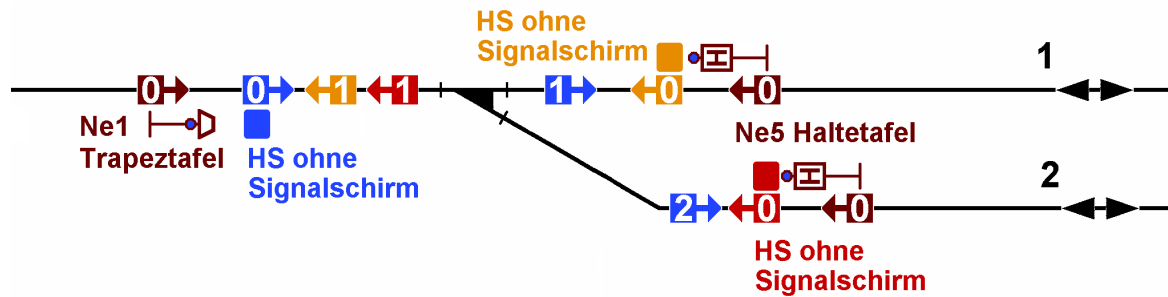 HS ohne
Signalschirm
1
0 0 1 1 1 0 0
Ne1
Trapeztafel
HS ohne
Signalschirm
Ne5 Haltetafel
H
H
2
2 0 0
HS ohne
Signalschirm